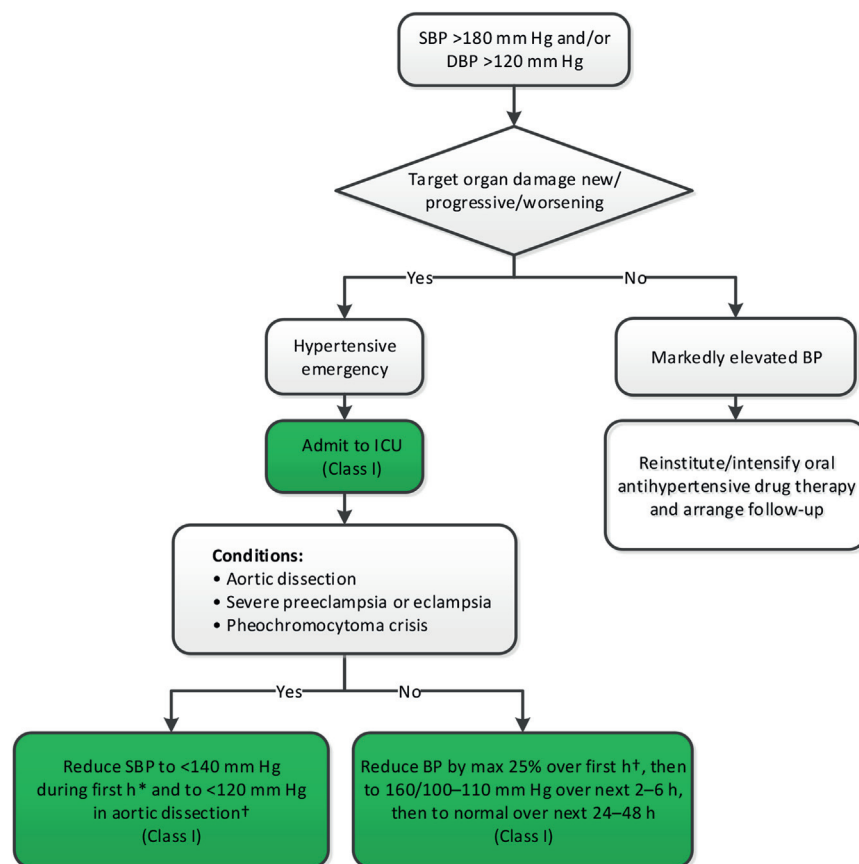 SBP >180 mm Hg and/or
DBP >120 mm Hg
Target organ damage new/
progressive/worsening
Yes
No
Hypertensive
emergency
Markedly elevated BP
Admit to ICU
(Class I)
Reinstitute/intensify oral
antihypertensive drug therapy
and arrange follow-up
Conditions:
• Aortic dissection
• Severe preeclampsia or eclampsia
• Pheochromocytoma crisis
Yes
No
Reduce SBP to <140 mm Hg
during first h* and to <120 mm Hg
in aortic dissection†
(Class I)
Reduce BP by max 25% over first h†, then
to 160/100–110 mm Hg over next 2–6 h,
then to normal over next 24–48 h
(Class I)